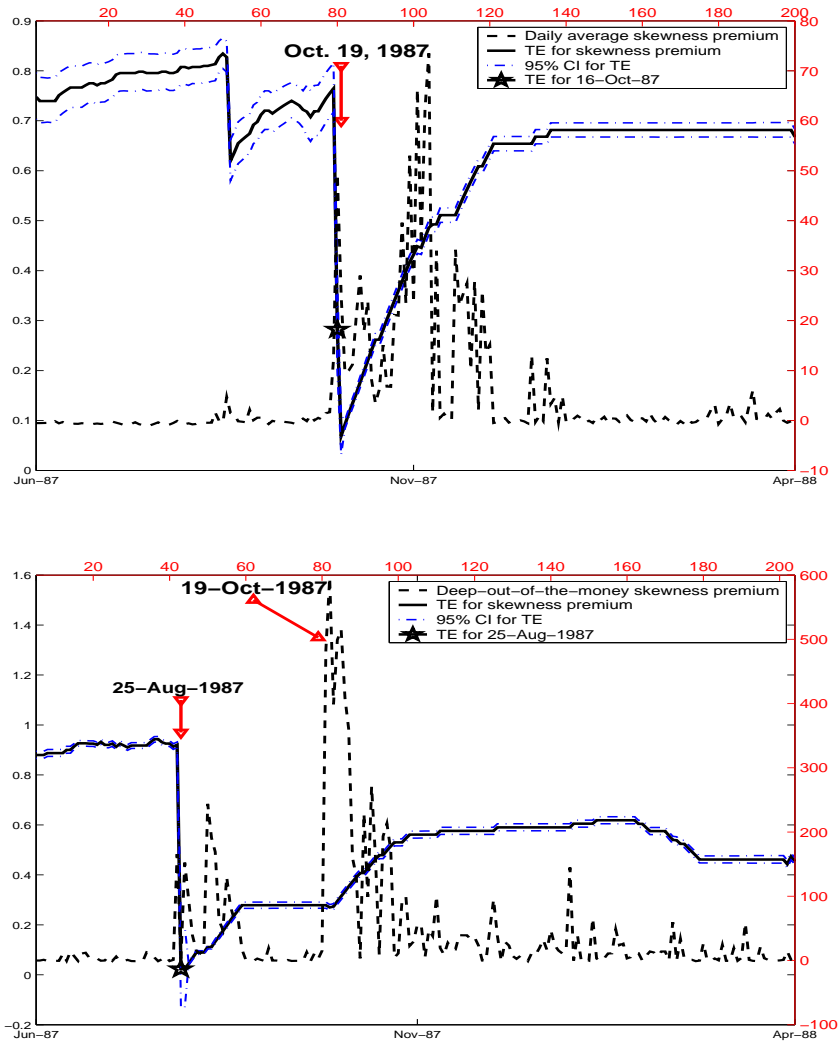 20 40 60 80 100 120 140 160 180 200
0.9 80
Oct. 19, 1987
Daily average skewness premium
TE for skewness premium
95% CI for TE
TE for 16−Oct−87
0.8 70
0.7 60
0.6 50
0.5 40
0.4 30
0.3 20
0.2 10
0.1 0
0 −10
Jun−87 Nov−87 Apr−88
20 40 60 80 100 120 140 160 180 200
1.6 600
19−Oct−1987
Deep−out−of−the−money skewness premium
TE for skewness premium
95% CI for TE
TE for 25−Aug−1987
1.4 500
1.2
25−Aug−1987
400
1
300
0.8
0.6 200
0.4 100
0.2
0 0
−0.2 −100
Jun−87 Nov−87 Apr−88